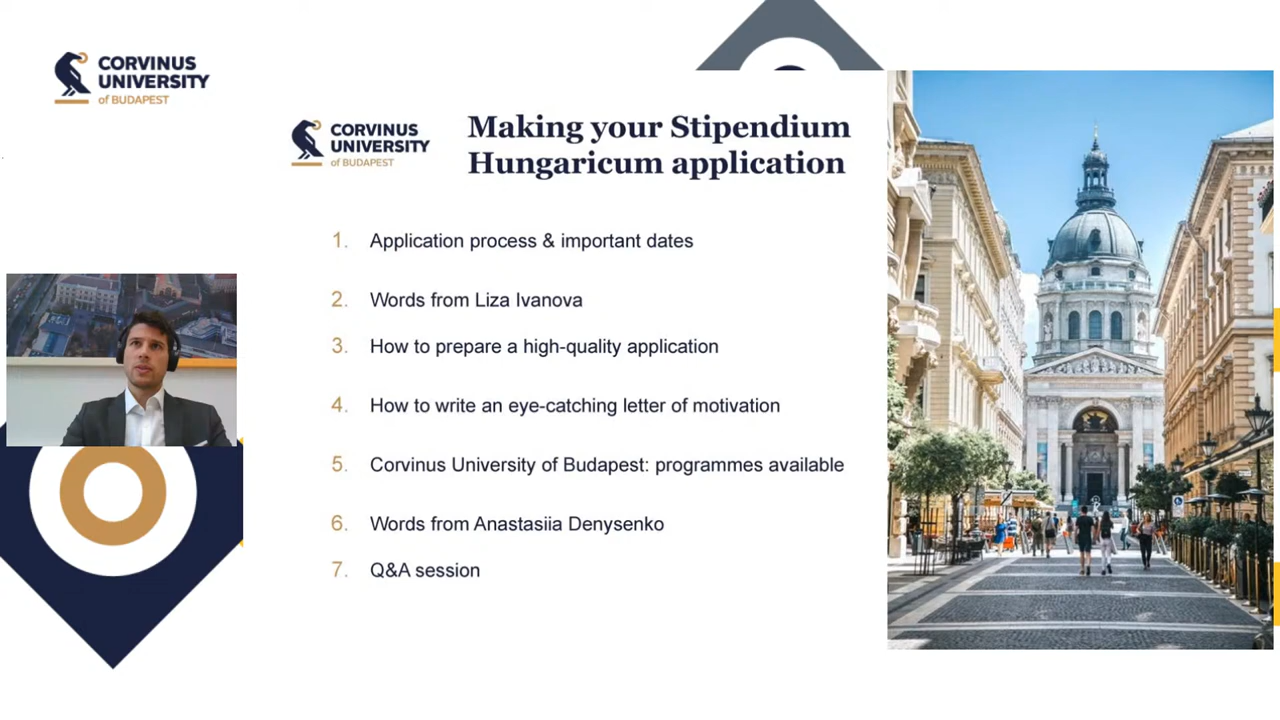 CORVINUS
UNIVERSITY
of BUDAPEST
CORVINUS
UNIVERSITY
of BUDAPEST
Making your Stipendium
Hungaricum application
1. Application process & important dates
2. Words from Liza Ivanova
3. How to prepare a high-quality application
4. How to write an eye-catching letter of motivation
5. Corvinus University of Budapest: programmes available
6. Words from Anastasiia Denysenko
7. Q&A session